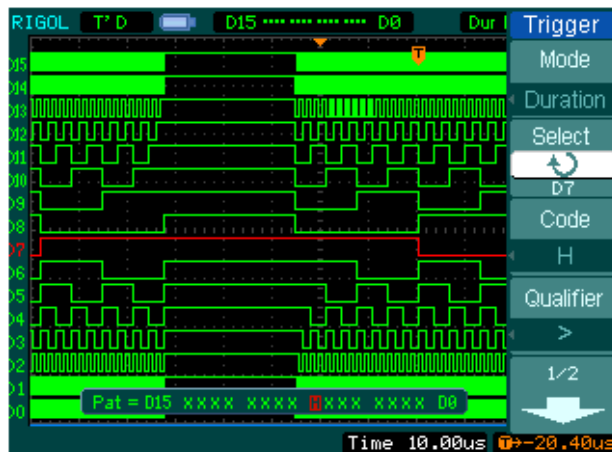 RIGOL T'D D15 ···· ···· ···· ···· D0 Dur
Trigger
Mode
Duration
Select
D7
Code
H
Qualifier
>
1/2
D15
D14
D13
D12
D11
D10
D9
D8
D7
D6
D5
D4
D3
D2
D1
D0
T
Pat = D15 XXXX XXXX HXXX XXXX D0
Time 10.00us T→-20.40us